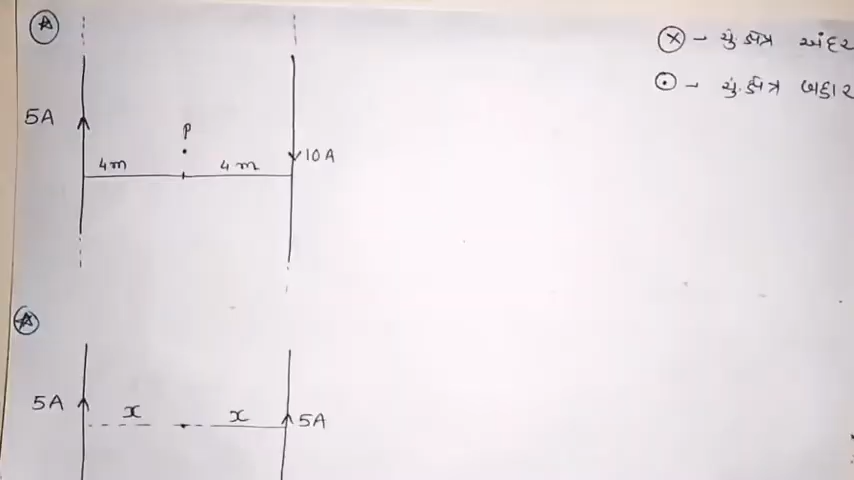 5A
P
4m
4m
10A
ⓧ - ચું.ક્ષેત્ર અંદર
⊙ - ચું.ક્ષેત્ર બહાર
5A
x
x
5A